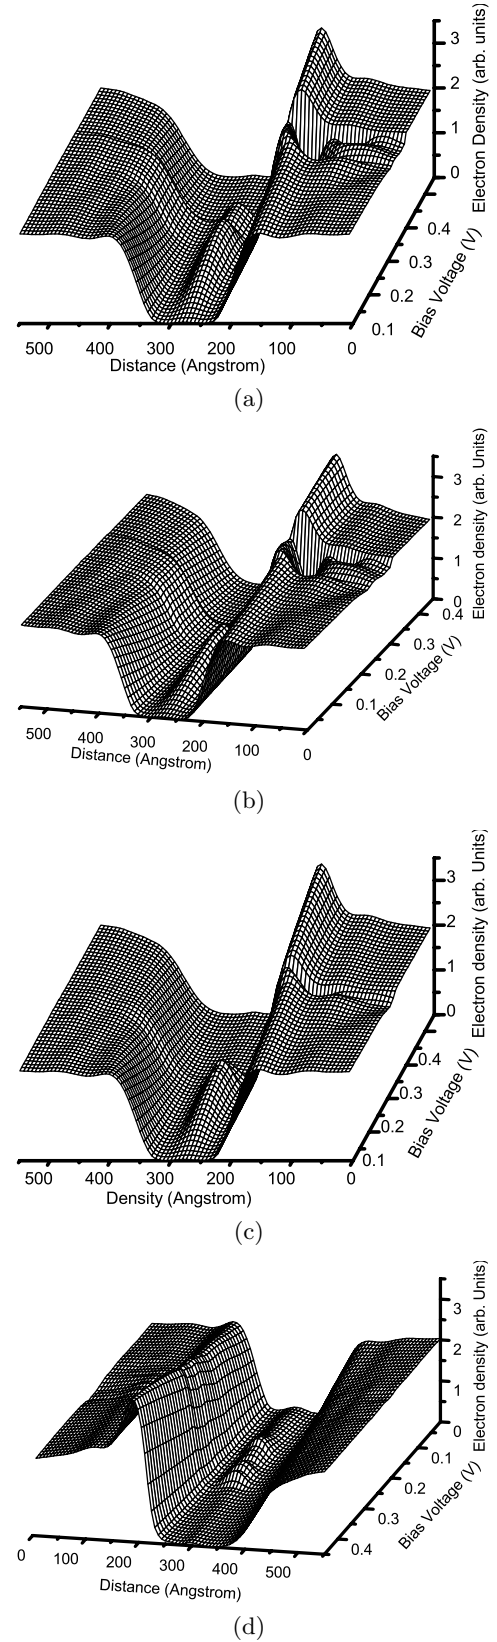 3
2
1
0
Electron Density (arb. units)
0.4
0.3
0.2
0.1
Bias Voltage (V)
500 400 300 200 100 0
Distance (Angstrom)
(a)
3
2
1
0
Electron density (arb. Units)
0.4
0.3
0.2
0.1
Bias Voltage (V)
500 400 300 200 100 0
Distance (Angstrom)
(b)
3
2
1
0
Electron density (arb. Units)
0.4
0.3
0.2
0.1
Bias Voltage (V)
500 400 300 200 100 0
Density (Angstrom)
(c)
3
2
1
0
Electron density (arb. Units)
0.1
0.2
0.3
0.4
Bias Voltage (V)
0 100 200 300 400 500
Distance (Angstrom)
(d)